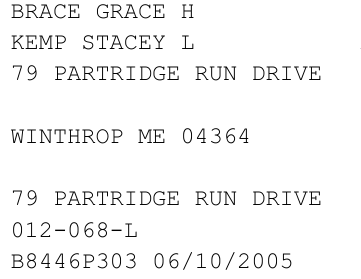 BRACE GRACE H
KEMP STACEY L
79 PARTRIDGE RUN DRIVE
WINTHROP ME 04364
79 PARTRIDGE RUN DRIVE
012-068-L
B8446P303 06/10/2005